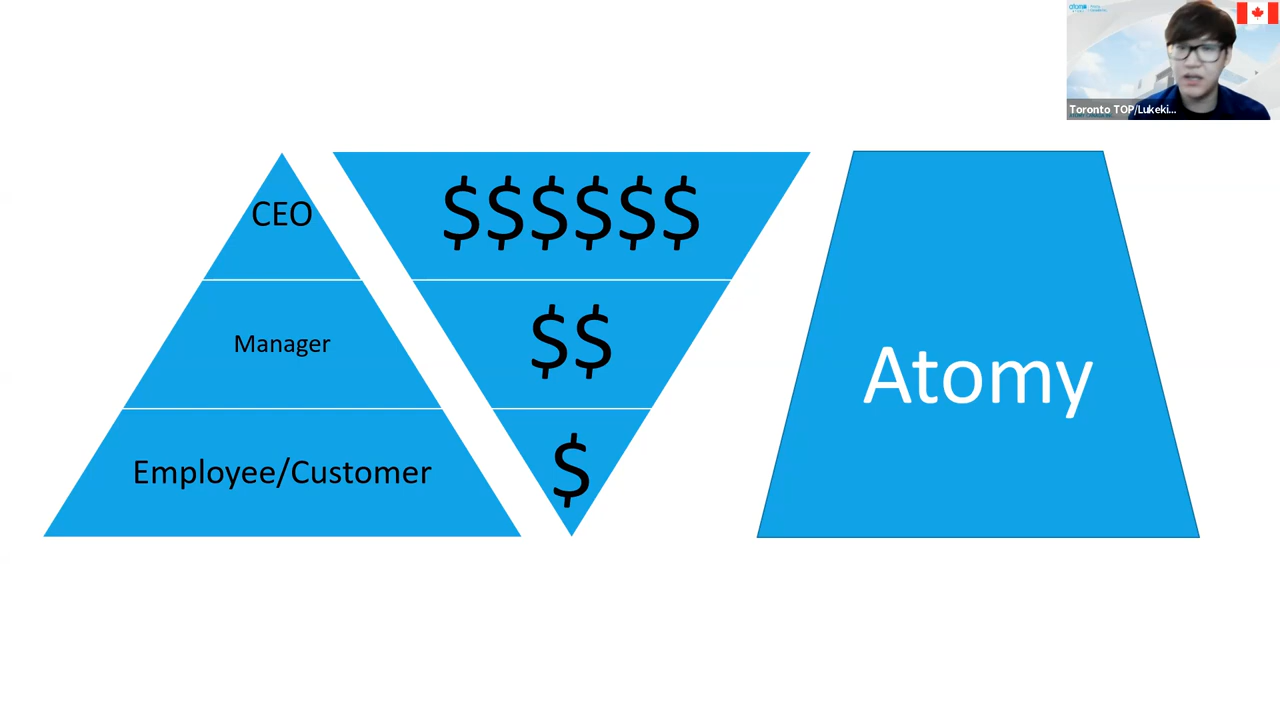 CEO
Manager
Employee/Customer
$$$$$$
$$
$
Atomy
Toronto TOP/Lukeki...